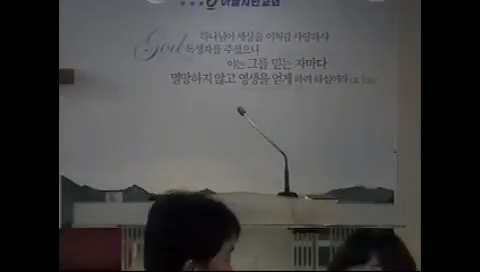 God
하나님이 세상을 이처럼 사랑하사
독생자를 주셨으니
이는 그를 믿는 자마다
멸망하지 않고 영생을 얻게 하려 하심이라